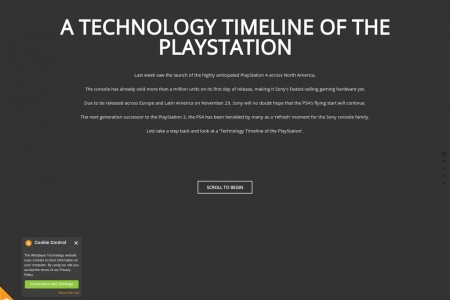 A TECHNOLOGY TIMELINE OF THE
PLAYSTATION
Last week saw the launch of the highly anticipated PlayStation 4 across North America.
The console has already sold more than a million units on its first day of release, making it Sony's fastest-selling gaming hardware yet.
Due to be released across Europe and Latin America on November 29, Sony will no doubt hope that the PS4's flying start will continue.
The next generation successor to the PlayStation 3, the PS4 has been heralded by many as a 'refresh' moment for the Sony console family.
Lets take a step back and look at a 'Technology Timeline of the PlayStation'.
SCROLL TO BEGIN
Cookie Control
website
uses cookies to store information on
your computer. By using our site you
accept the terms of our Privacy
Policy.
Information and Settings
About this tool